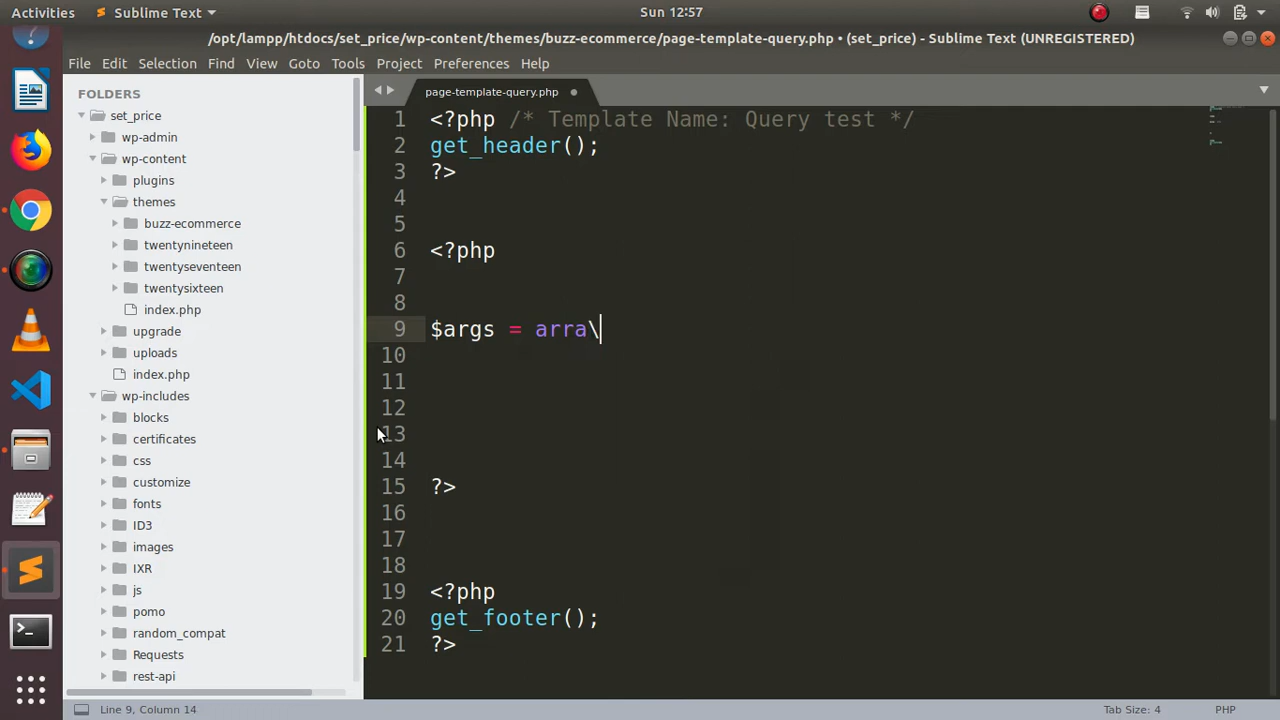 Activities Sublime Text Sun 12:57
/opt/lampp/htdocs/set_price/wp-content/themes/buzz-ecommerce/page-template-query.php • (set_price) - Sublime Text (UNREGISTERED)
File Edit Selection Find View Goto Tools Project Preferences Help
FOLDERS
set_price
wp-admin
wp-content
plugins
themes
buzz-ecommerce
twentynineteen
twentyseventeen
twentysixteen
index.php
upgrade
uploads
index.php
wp-includes
blocks
certificates
css
customize
fonts
ID3
images
IXR
js
pomo
random_compat
Requests
rest-api
page-template-query.php
1 <?php /* Template Name: Query test */
2 get_header();
3 ?>
4
5
6 <?php
7
8
9 $args = arra\
10
11
12
13
14
15 ?>
16
17
18
19 <?php
20 get_footer();
21 ?>
Line 9, Column 14 Tab Size: 4 PHP